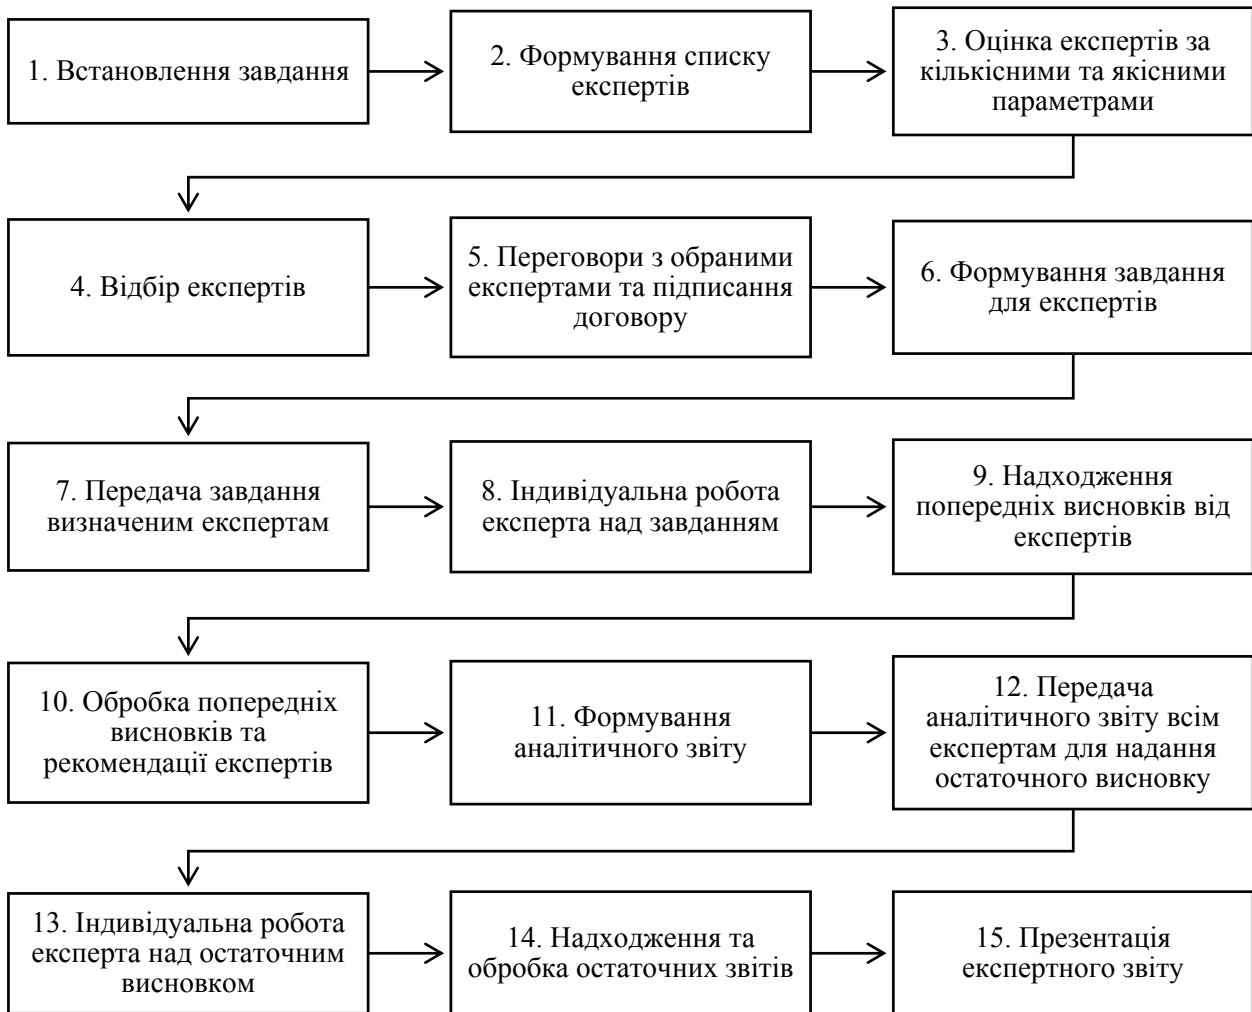 1. Встановлення завдання
2. Формування списку
експертів
3. Оцінка експертів за
кількісними та якісними
параметрами
4. Відбір експертів
5. Переговори з обраними
експертами та підписання
договору
6. Формування завдання
для експертів
7. Передача завдання
визначеним експертам
8. Індивідуальна робота
експерта над завданням
9. Надходження
попередніх висновків від
експертів
10. Обробка попередніх
висновків та
рекомендації експертів
11. Формування
аналітичного звіту
12. Передача
аналітичного звіту всім
експертам для надання
остаточного висновку
13. Індивідуальна робота
експерта над остаточним
висновком
14. Надходження та
обробка остаточних звітів
15. Презентація
експертного звіту